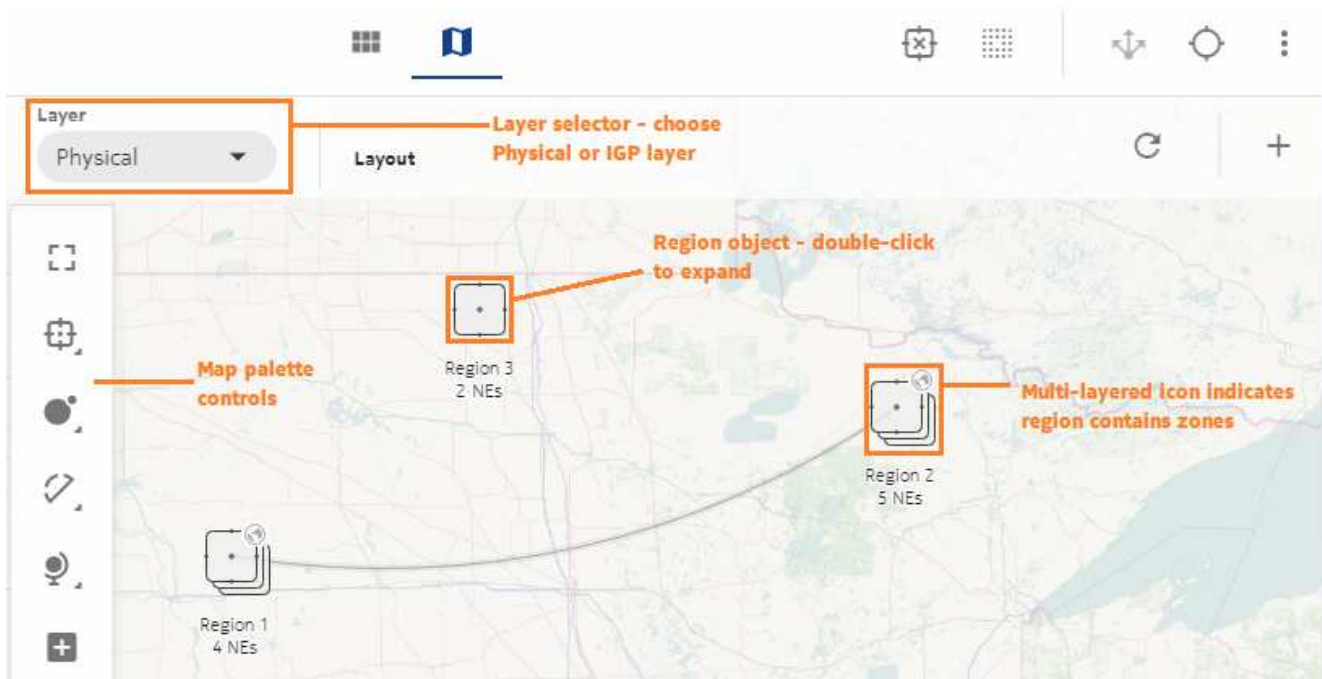 Layer
Physical
Layout
Layer selector - choose
Physical or IGP layer
Region object - double-click
to expand
Region 3
2 NEs
Map palette
controls
Multi-layered icon indicates
region contains zones
Region 2
5 NEs
Region 1
4 NEs